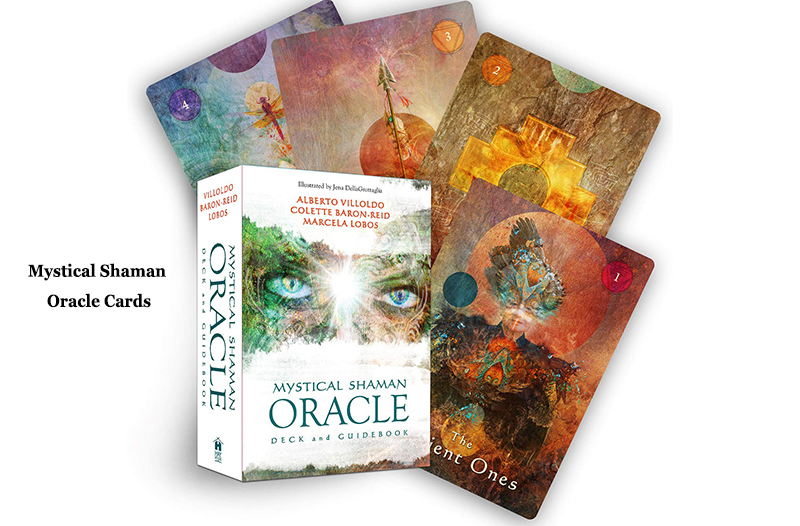 Mystical Shaman
Oracle Cards
4
3
2
1
VILLOLDO
BARON-REID
LOBOS
MYSTICAL SHAMAN
ORACLE
DECK and GUIDEBOOK
Illustrated by Jena DellaGrottaglia
ALBERTO VILLOLDO
COLETTE BARON-REID
MARCELA LOBOS
MYSTICAL SHAMAN
ORACLE
DECK and GUIDEBOOK
The
ient Ones